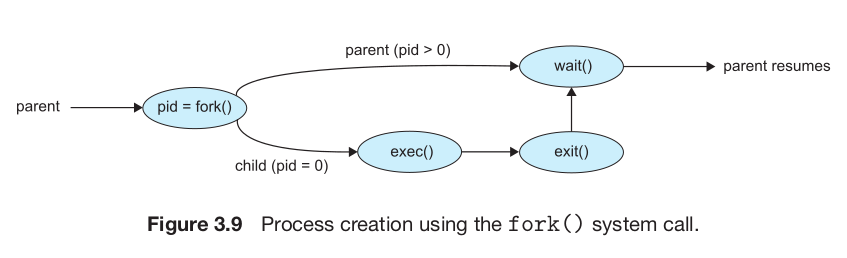 parent (pid > 0)
wait()
parent resumes
parent
pid = fork()
exec()
exit()
child (pid = 0)
Figure 3.9 Process creation using the fork() system call.